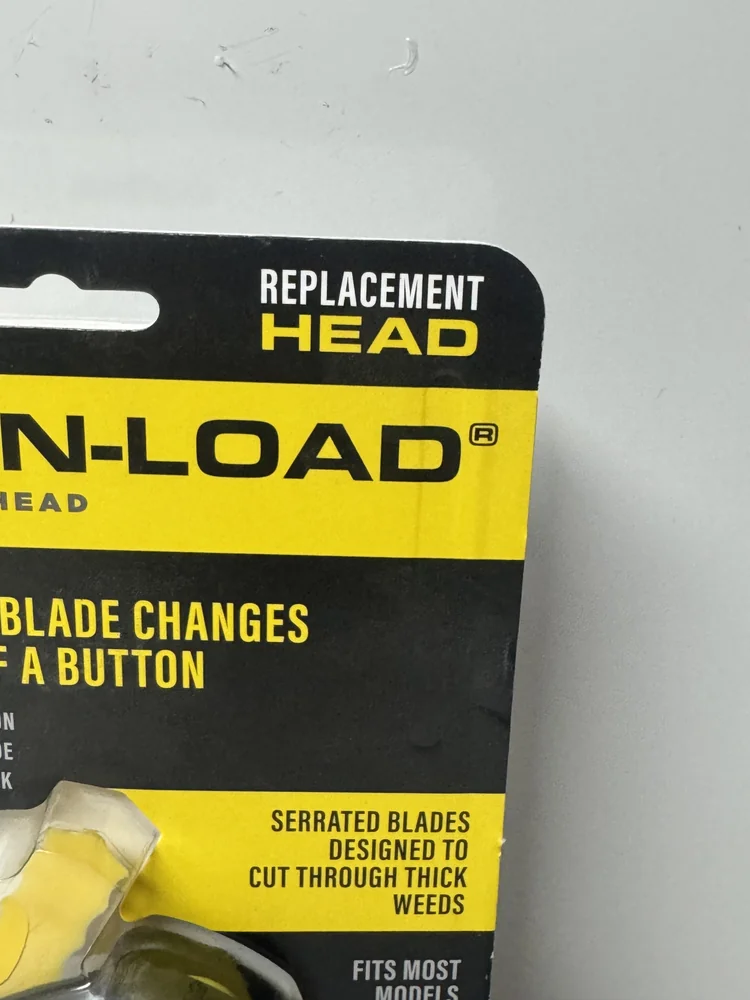 REPLACEMENT
HEAD
N-LOAD®
HEAD
BLADE CHANGES
F A BUTTON
ON
DE
K
SERRATED BLADES
DESIGNED TO
CUT THROUGH THICK
WEEDS
FITS MOST
MODELS